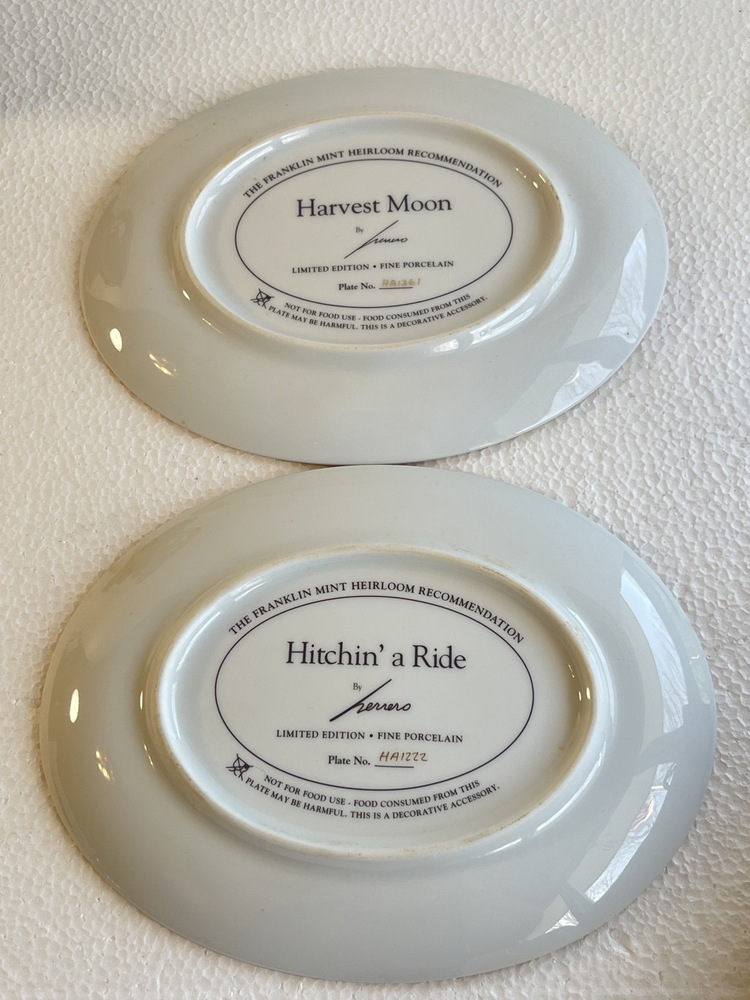 THE FRANKLIN MINT HEIRLOOM RECOMMENDATION
Harvest Moon
By
herrero
LIMITED EDITION • FINE PORCELAIN
Plate No. RA1261
NOT FOR FOOD USE - FOOD CONSUMED FROM THIS
PLATE MAY BE HARMFUL. THIS IS A DECORATIVE ACCESSORY.
THE FRANKLIN MINT HEIRLOOM RECOMMENDATION
Hitchin' a Ride
By
herrero
LIMITED EDITION • FINE PORCELAIN
Plate No. HA1222
NOT FOR FOOD USE - FOOD CONSUMED FROM THIS
PLATE MAY BE HARMFUL. THIS IS A DECORATIVE ACCESSORY.